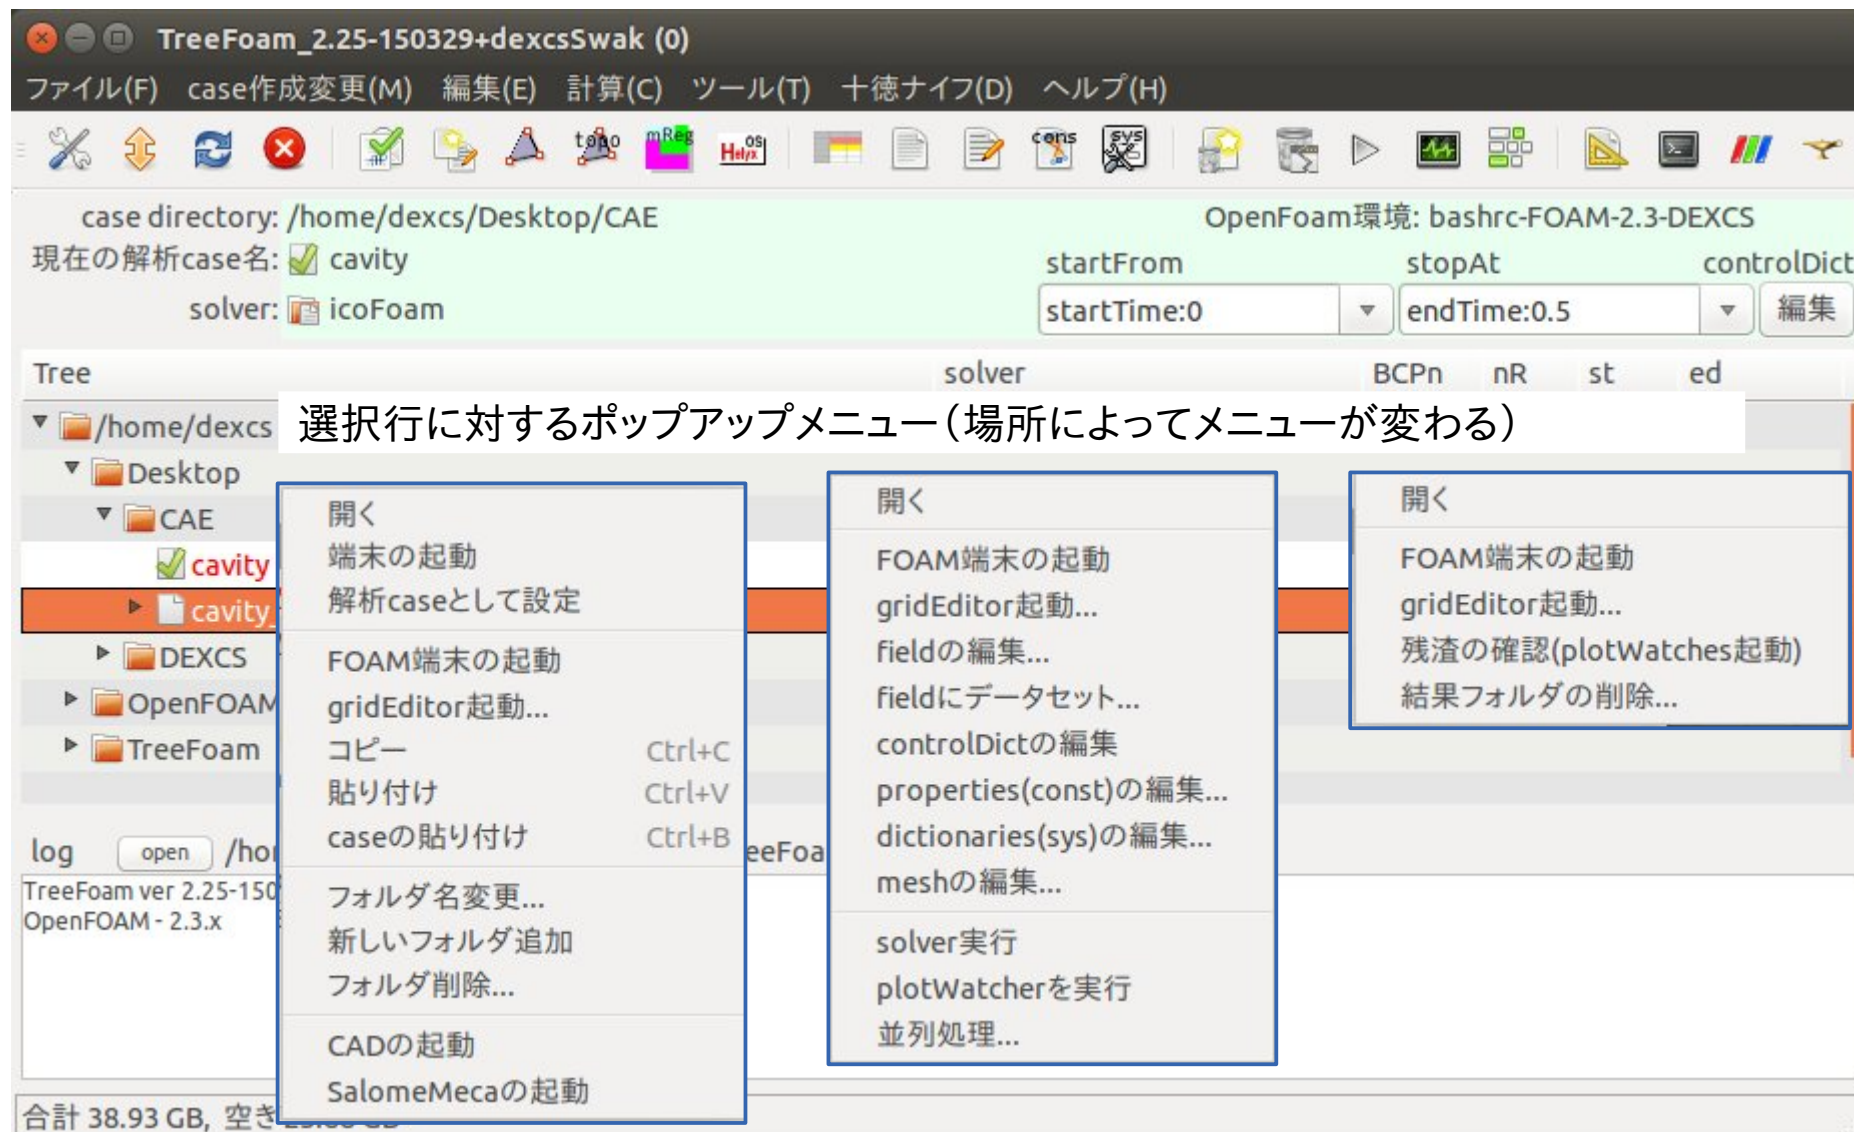 TreeFoam_2.25-150329+dexcsSwak (0)
ファイル(F) case作成変更(M) 編集(E) 計算(C) ツール(T) 十徳ナイフ(D) ヘルプ(H)
topo mReg Helyx OS cons sys
case directory: /home/dexcs/Desktop/CAE OpenFoam環境: bashrc-FOAM-2.3-DEXCS
現在の解析case名: cavity startFrom stopAt controlDict
solver: icoFoam startTime:0 endTime:0.5 編集
Tree solver BCPn nR st ed
/home/dexcs
選択行に対するポップアップメニュー（場所によってメニューが変わる）
Desktop
CAE
cavity
cavity_
DEXCS
OpenFOAM
TreeFoam
開く
端末の起動
解析caseとして設定
FOAM端末の起動
gridEditor起動...
コピー Ctrl+C
貼り付け Ctrl+V
caseの貼り付け Ctrl+B
フォルダ名変更...
新しいフォルダ追加
フォルダ削除...
CADの起動
SalomeMecaの起動
開く
FOAM端末の起動
gridEditor起動...
fieldの編集...
fieldにデータセット...
controlDictの編集
properties(const)の編集...
dictionaries(sys)の編集...
meshの編集...
solver実行
plotWatcherを実行
並列処理...
開く
FOAM端末の起動
gridEditor起動...
残渣の確認(plotWatches起動)
結果フォルダの削除...
log open /ho eeFoa
TreeFoam ver 2.25-150
OpenFOAM - 2.3.x
合計 38.93 GB, 空き